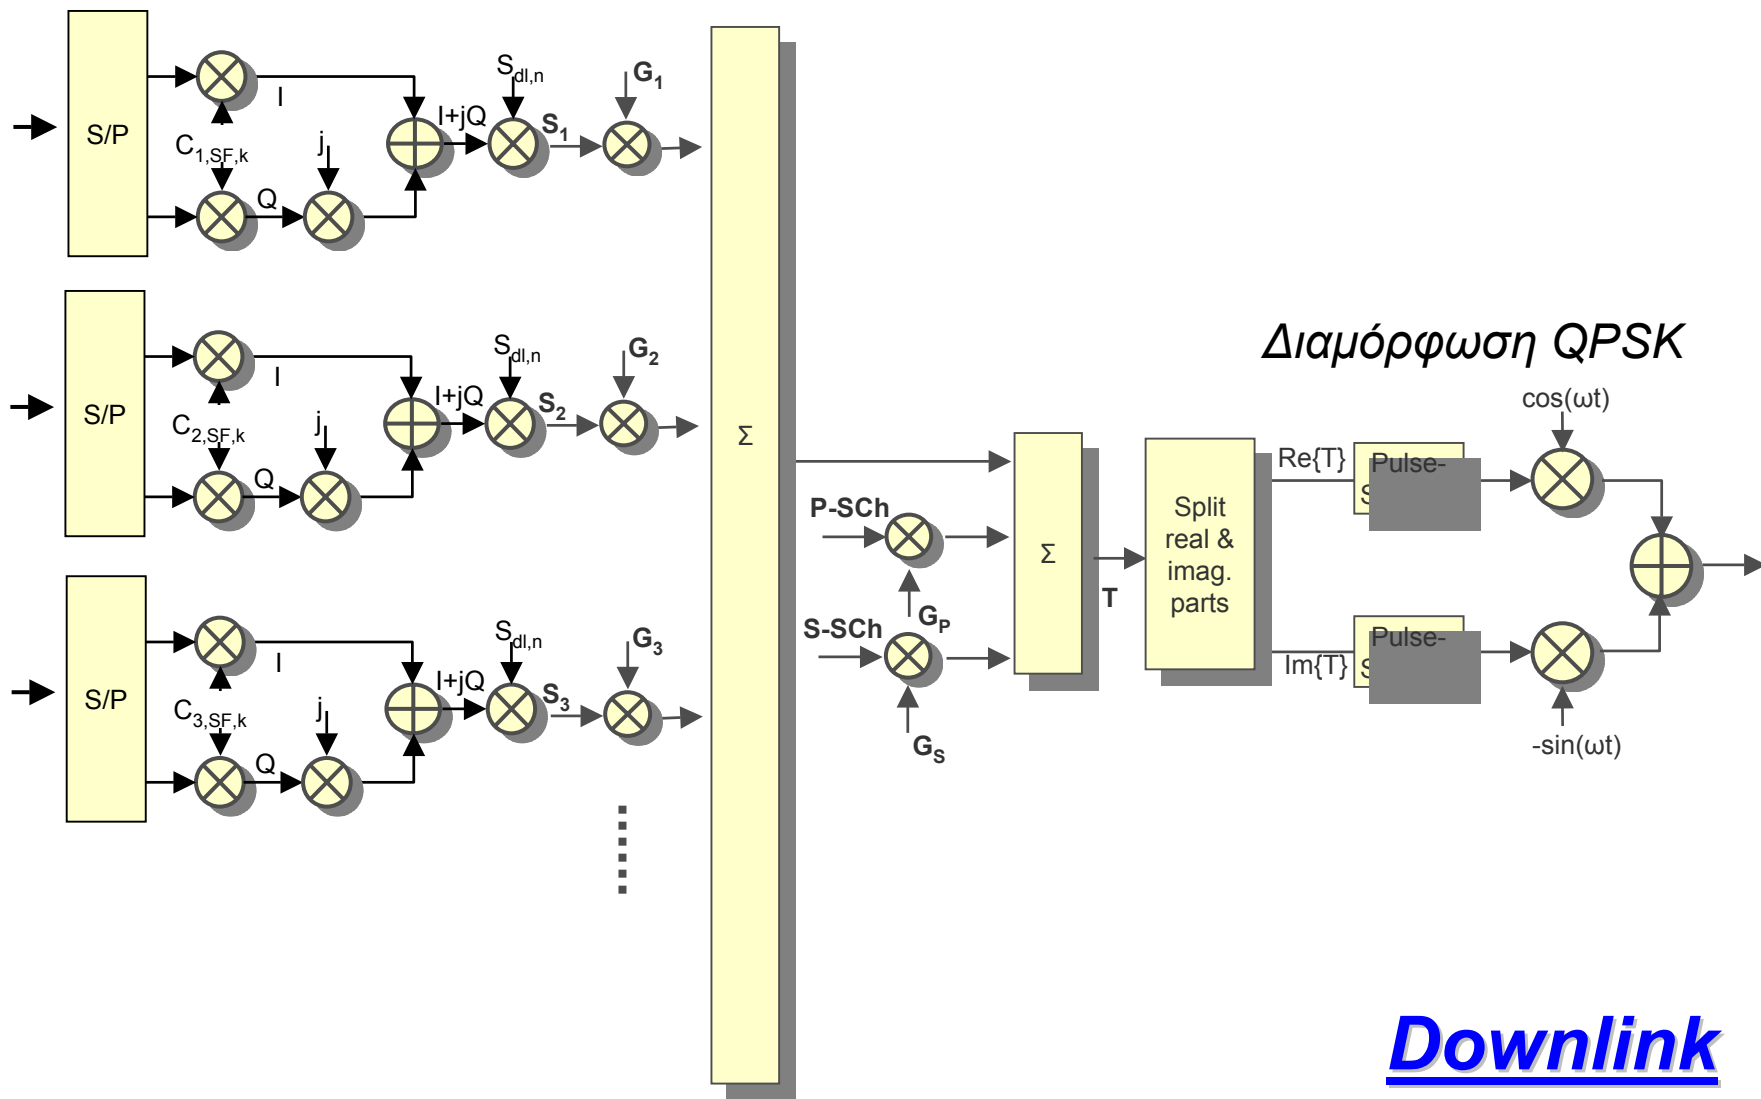 S/P
I
C1,SF,k
Q
j
I+jQ
Sdl,n
S1
G1
S/P
I
C2,SF,k
Q
j
I+jQ
Sdl,n
S2
G2
S/P
I
C3,SF,k
Q
j
I+jQ
Sdl,n
S3
G3
Σ
P-SCh
GP
S-SCh
GS
Σ
T
Split
real &
imag.
parts
Διαμόρφωση QPSK
Re{T}
Pulse-
cos(ωt)
Im{T}
Pulse-
-sin(ωt)
Downlink